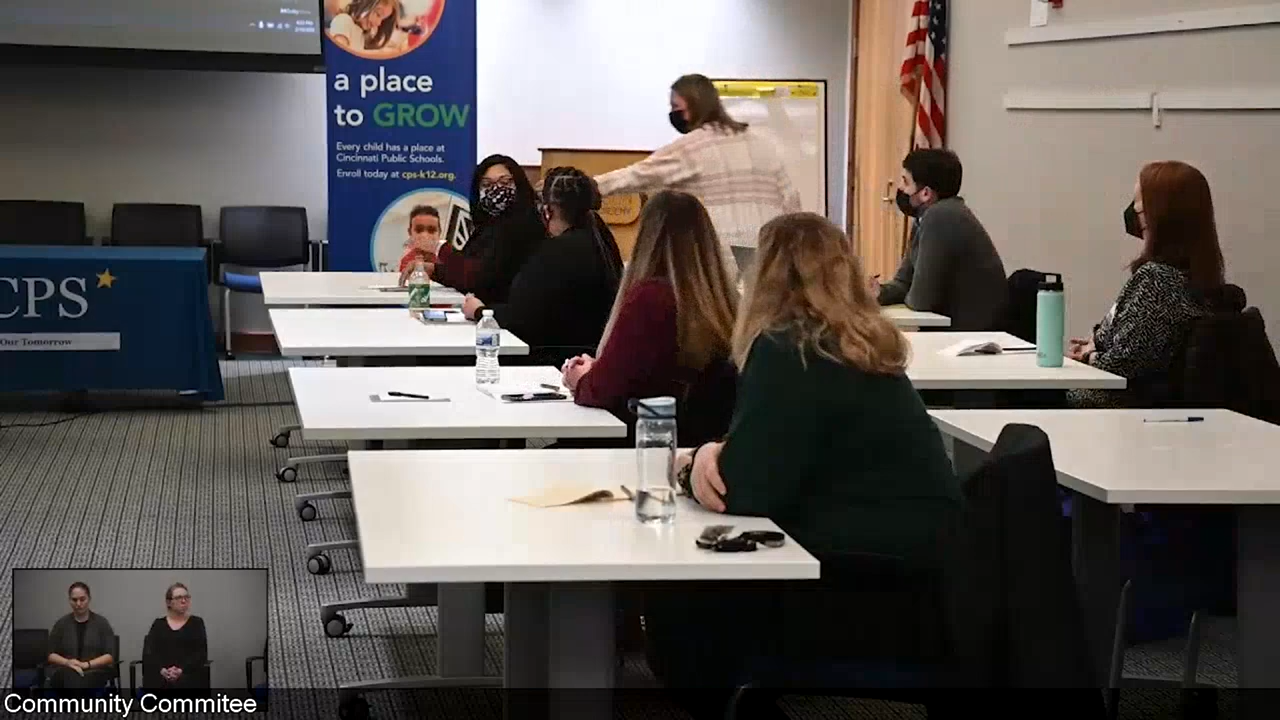 a place
to GROW
Every child has a place at
Cincinnati Public Schools.
Enroll today at cps-k12.org.
CPS
Our Tomorrow
Community Commitee